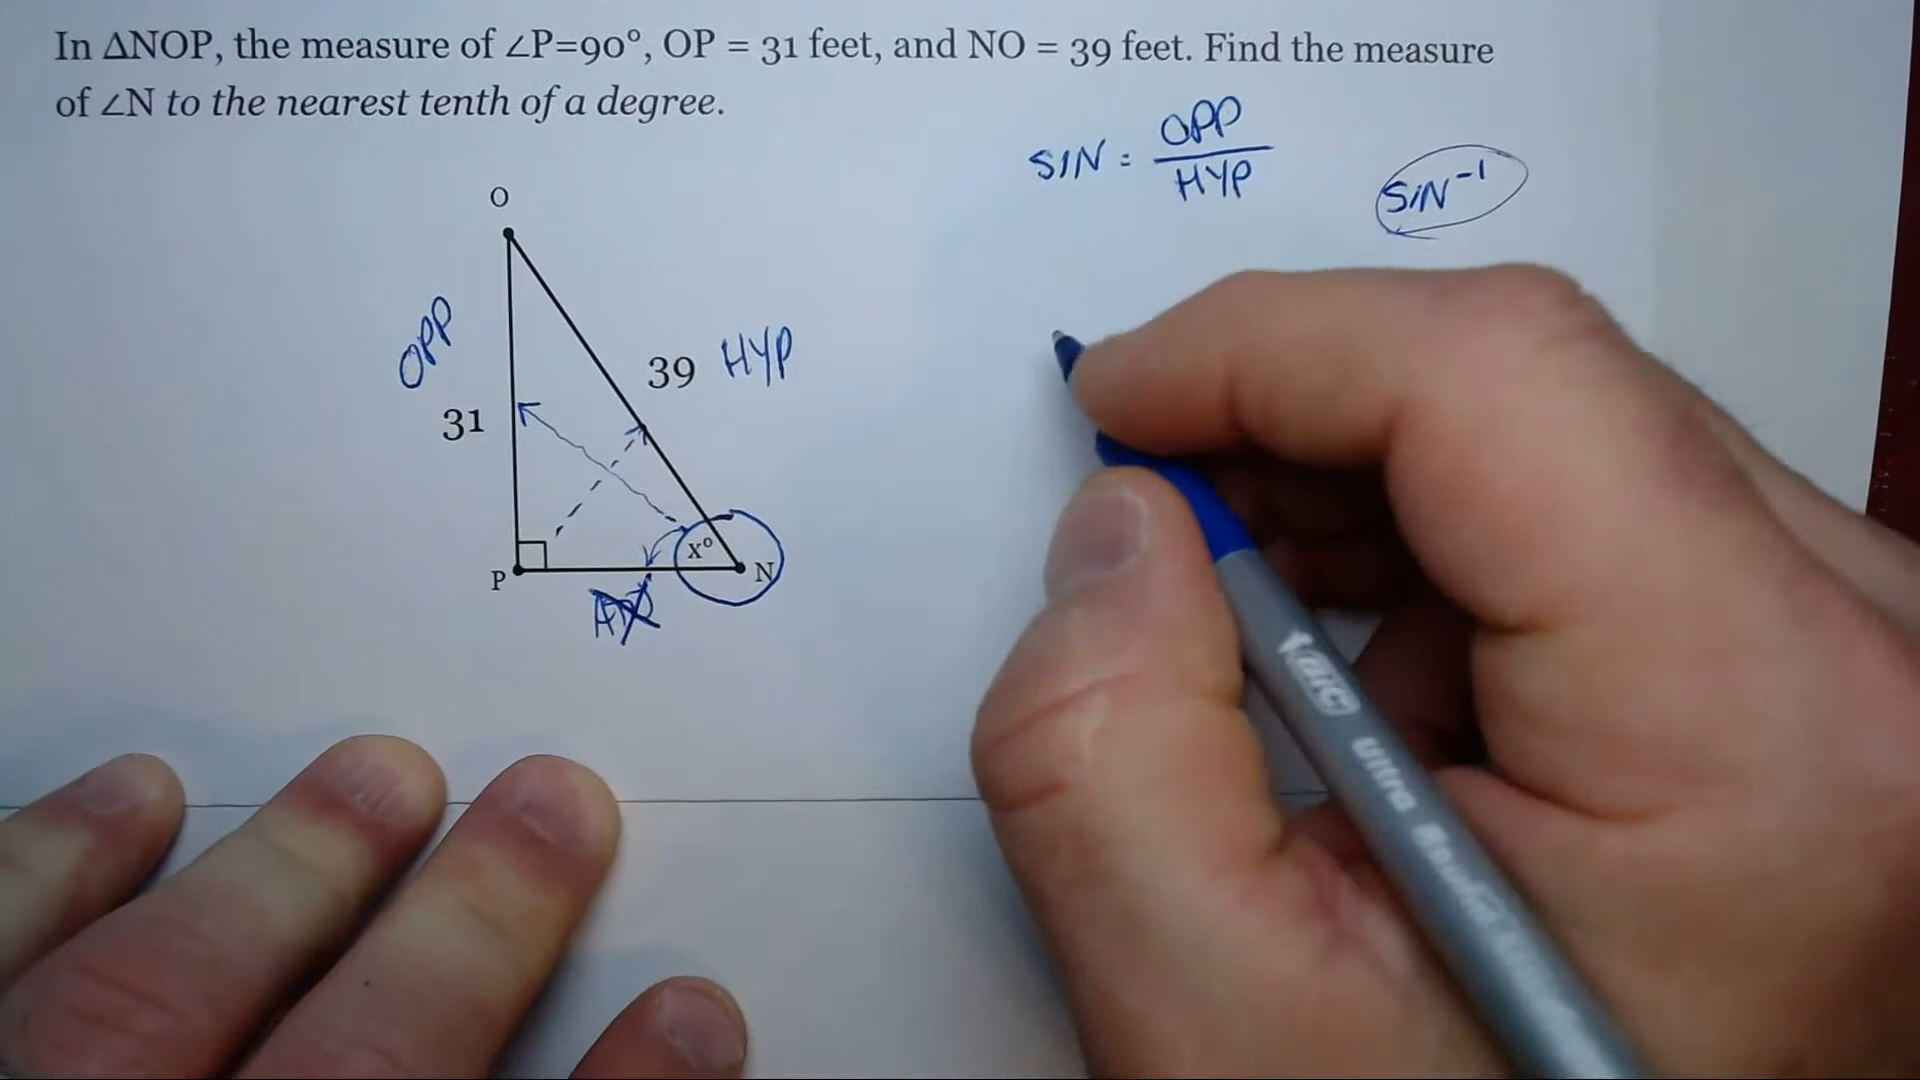 In ΔNOP, the measure of ∠P=90°, OP = 31 feet, and NO = 39 feet. Find the measure
of ∠N to the nearest tenth of a degree.
SIN = OPP
HYP
SIN⁻¹
O
OPP
39 HYP
31
x°
P
N
BIC Ultra